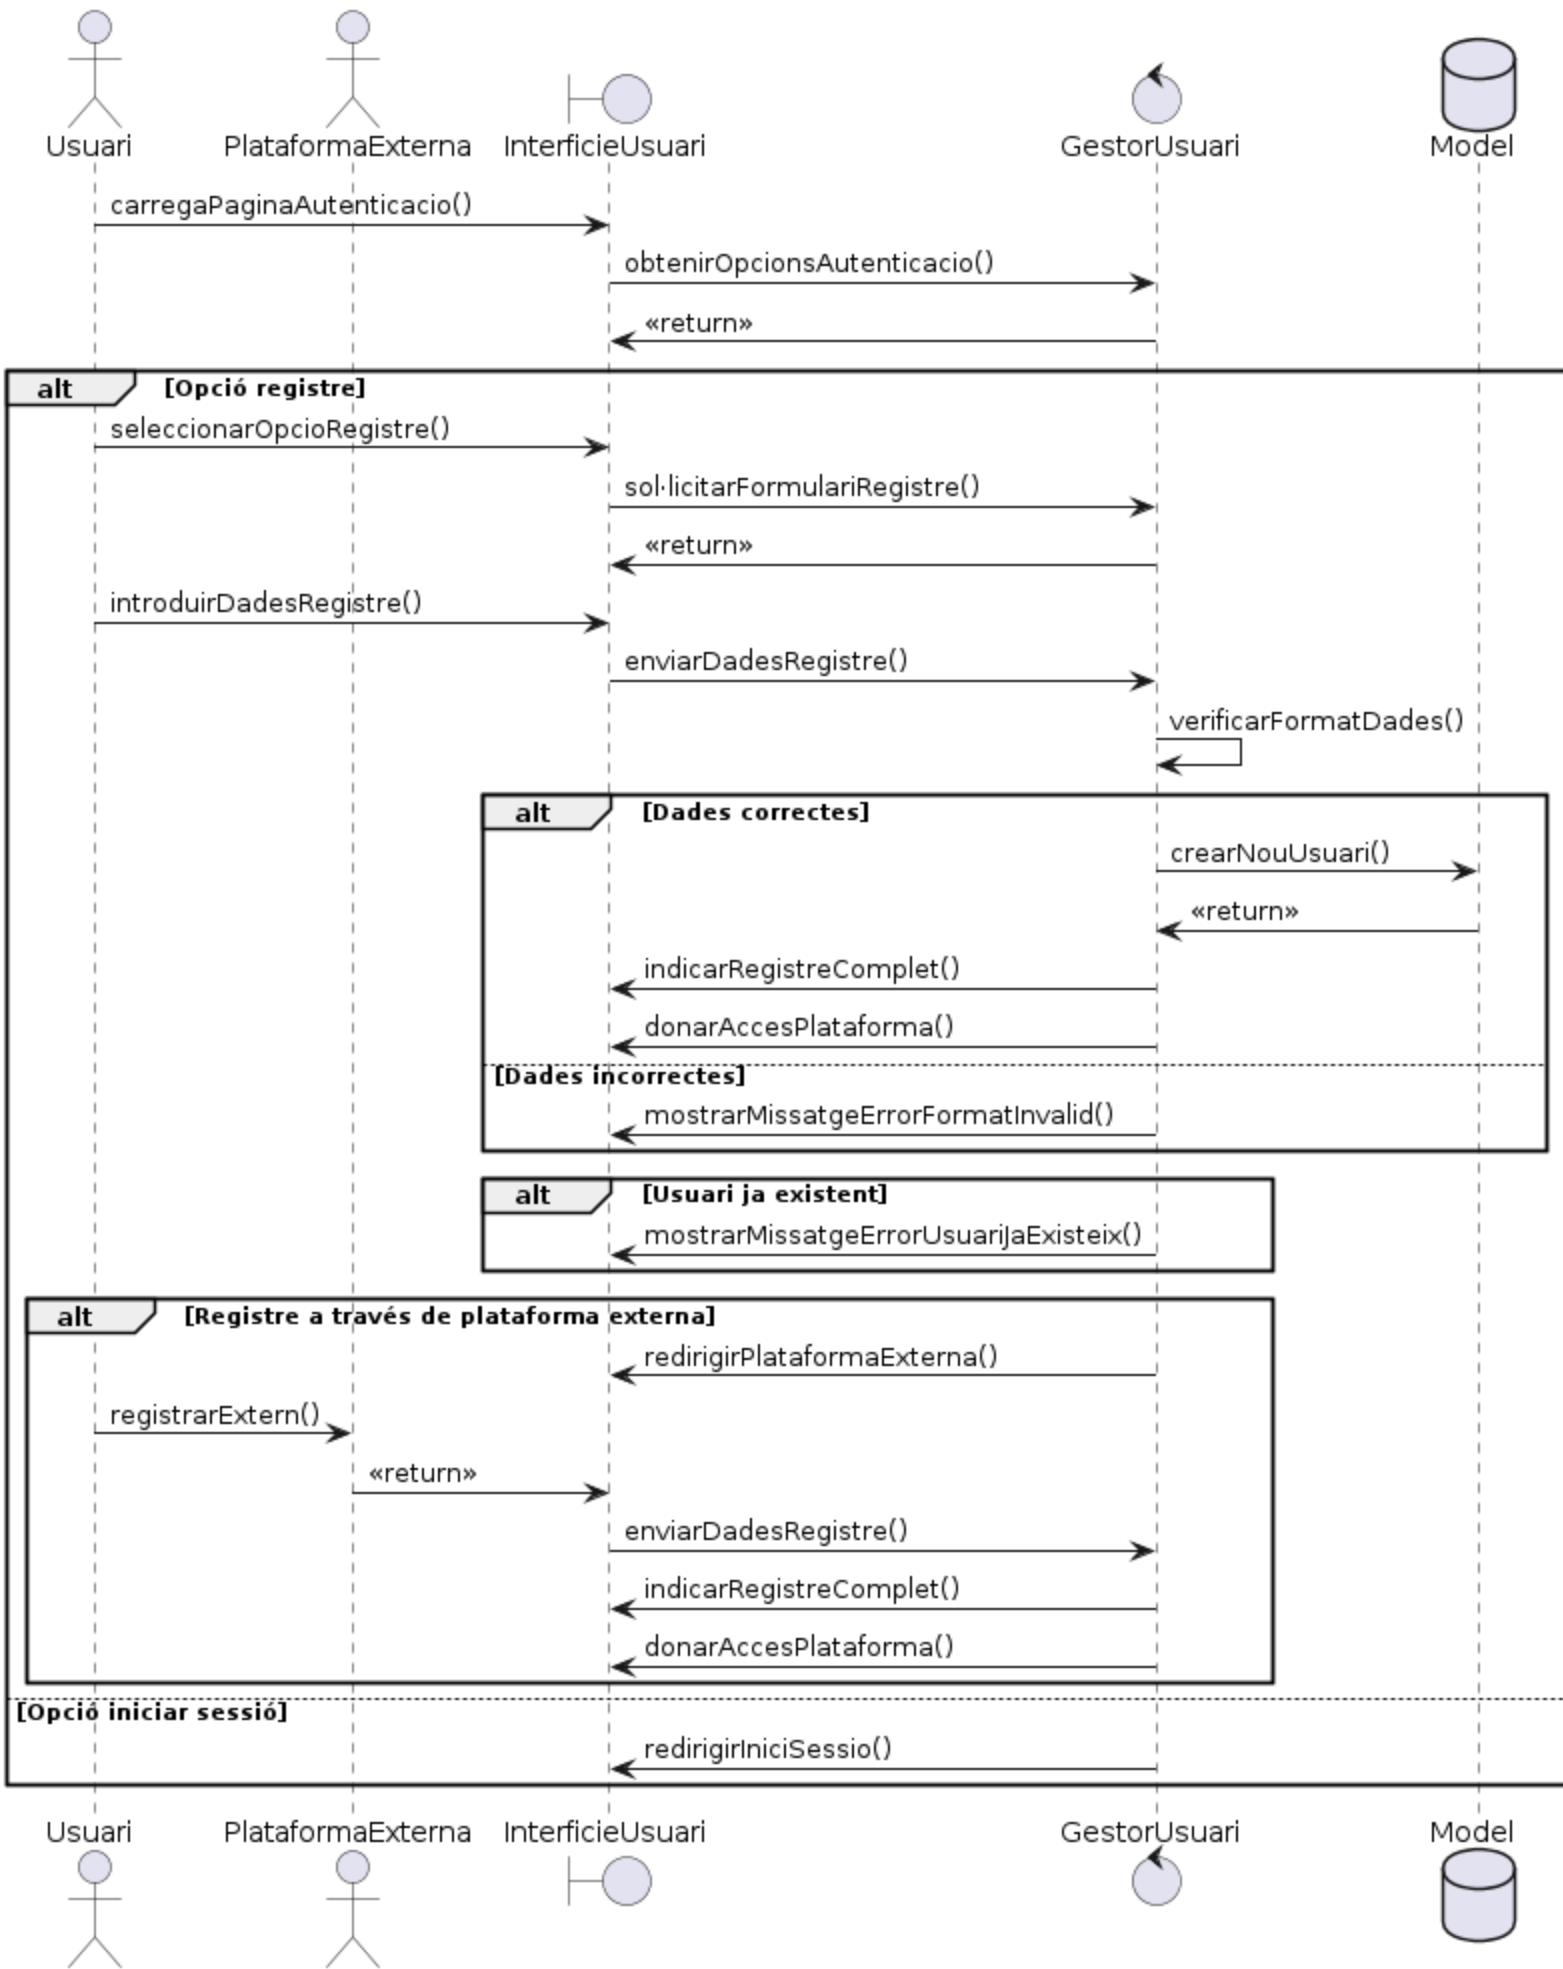 Usuari PlataformaExterna InterficieUsuari GestorUsuari Model
carregaPaginaAutenticacio()
obtenirOpcionsAutenticacio()
«return»
alt [Opció registre]
seleccionarOpcioRegistre()
sol·licitarFormulariRegistre()
«return»
introduirDadesRegistre()
enviarDadesRegistre()
verificarFormatDades()
alt [Dades correctes]
crearNouUsuari()
«return»
indicarRegistreComplet()
donarAccesPlataforma()
[Dades incorrectes]
mostrarMissatgeErrorFormatInvalid()
alt [Usuari ja existent]
mostrarMissatgeErrorUsuariJaExisteix()
alt [Registre a través de plataforma externa]
redirigirPlataformaExterna()
registrarExtern()
«return»
enviarDadesRegistre()
indicarRegistreComplet()
donarAccesPlataforma()
[Opció iniciar sessió]
redirigirIniciSessio()
Usuari PlataformaExterna InterficieUsuari GestorUsuari Model